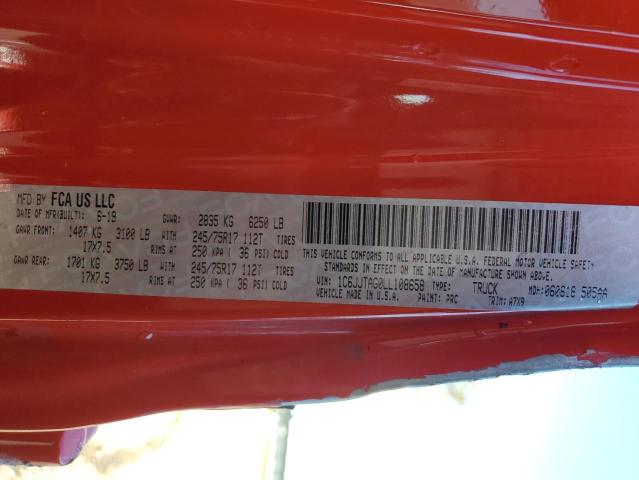 MFD BY FCA US LLC
DATE OF MFR(BUILT): 6-19 GVWR: 2835 KG 6250 LB
GAWR FRONT: 1407 KG 3100 LB WITH 245/75R17 112T TIRES
17X7.5 RIMS AT 250 KPA ( 36 PSI) COLD
GAWR REAR: 1701 KG 3750 LB WITH 245/75R17 112T TIRES
17X7.5 RIMS AT 250 KPA ( 36 PSI) COLD
THIS VEHICLE CONFORMS TO ALL APPLICABLE U.S.A. FEDERAL MOTOR VEHICLE SAFETY
STANDARDS IN EFFECT ON THE DATE OF MANUFACTURE SHOWN ABOVE.
VIN: 1C6JJTAG0LL108658 TYPE: TRUCK MDH: 060618 505AA
VEHICLE MADE IN U.S.A. PAINT: PRC TRIM: A7X9